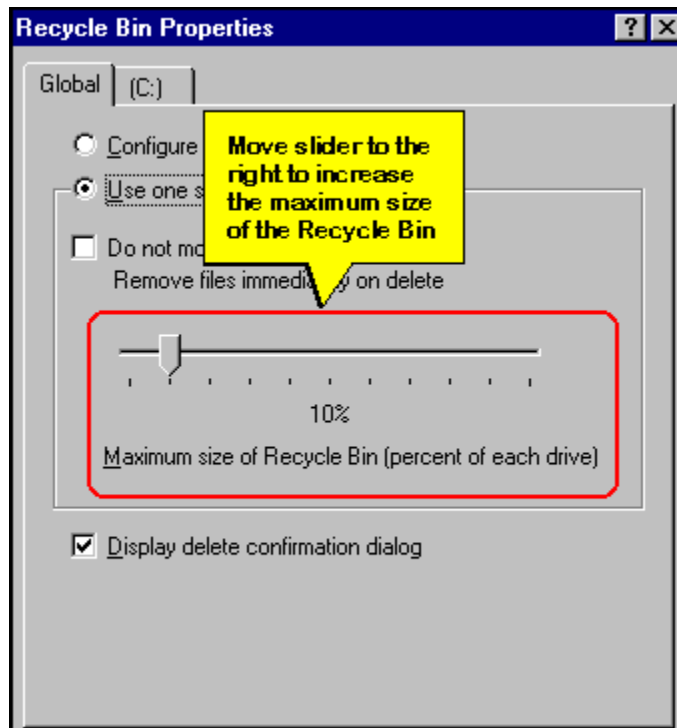 Recycle Bin Properties
Global
(C:)
Configure
Move slider to the
right to increase
the maximum size
of the Recycle Bin
Use one s
Do not mo
Remove files immedia y on delete
10%
Maximum size of Recycle Bin (percent of each drive)
Display delete confirmation dialog